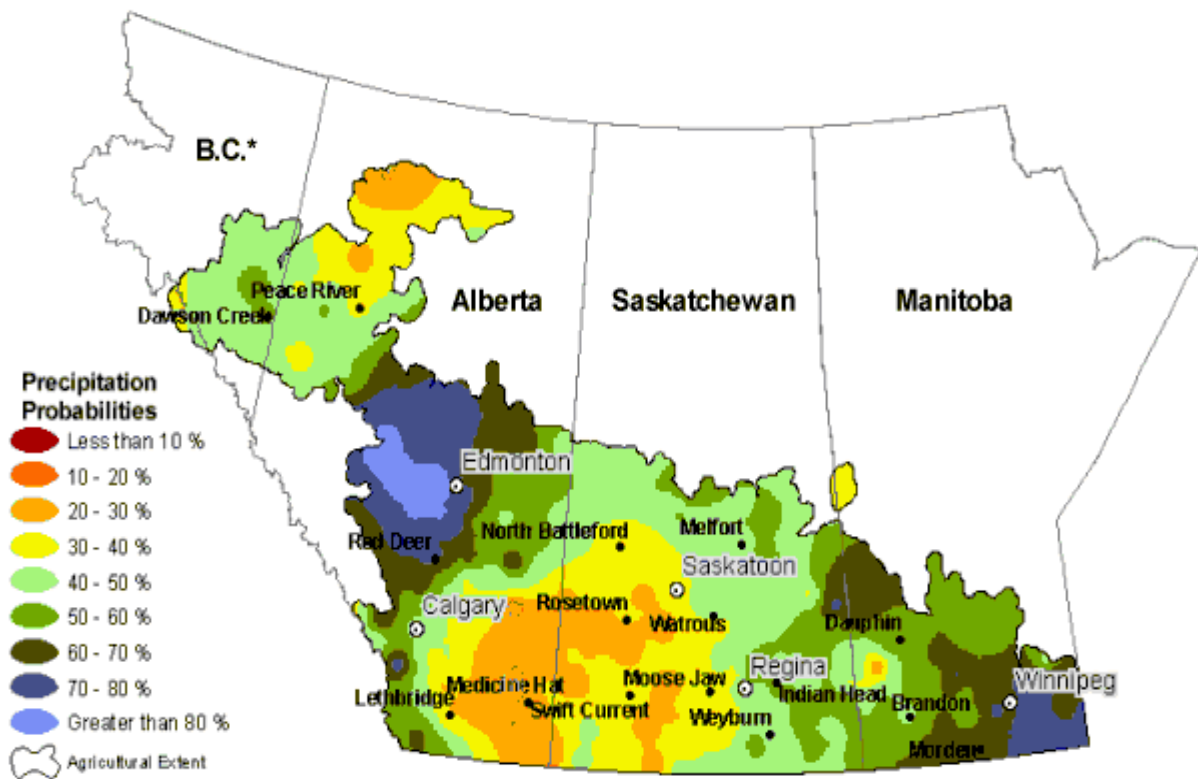 B.C.*
Alberta
Saskatchewan
Manitoba
Peace River
Dawson Creek
Precipitation
Probabilities
Less than 10 %
10 - 20 %
20 - 30 %
30 - 40 %
40 - 50 %
50 - 60 %
60 - 70 %
70 - 80 %
Greater than 80 %
Agricultural Extent
Edmonton
North Battleford
Melfort
Red Deer
Saskatoon
Calgary
Rosetown
Watrous
Dauphin
Regina
Moose Jaw
Medicine Hat
Indian Head
Winnipeg
Lethbridge
Swift Current
Brandon
Weyburn
Morden